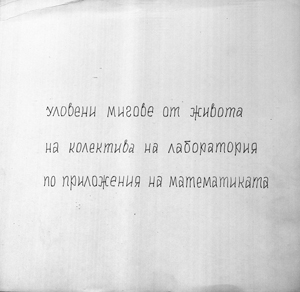 уловени мигове от живота
на колектива на лаборатория
по приложения на математиката